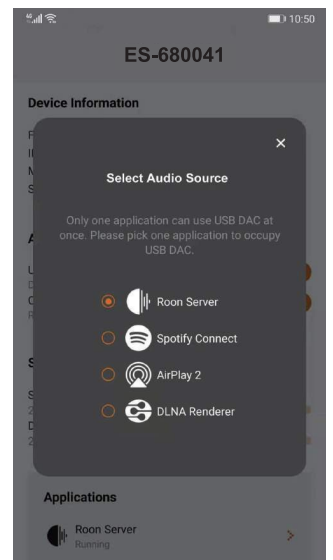 4G
10:50
ES-680041
Device Information
Select Audio Source
Only one application can use USB DAC at
once. Please pick one application to occupy
USB DAC.
Roon Server
Spotify Connect
AirPlay 2
DLNA Renderer
Applications
Roon Server
Running